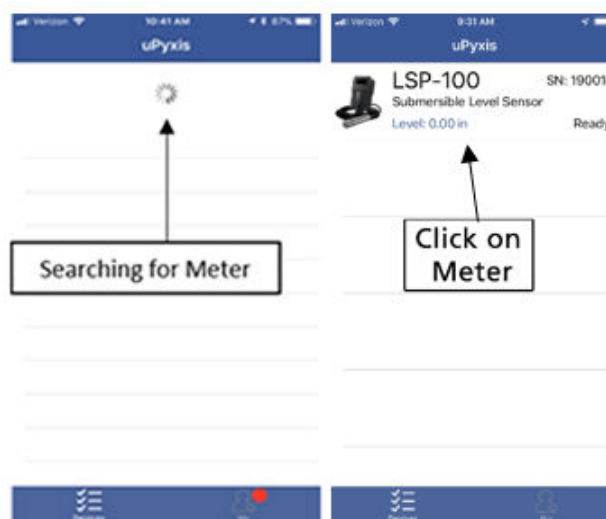 Verizon 10:41 AM 87%
uPyxis
Searching for Meter
Verizon 9:31 AM
uPyxis
LSP-100 SN: 19001
Submersible Level Sensor
Level: 0.00 in Ready
Click on
Meter